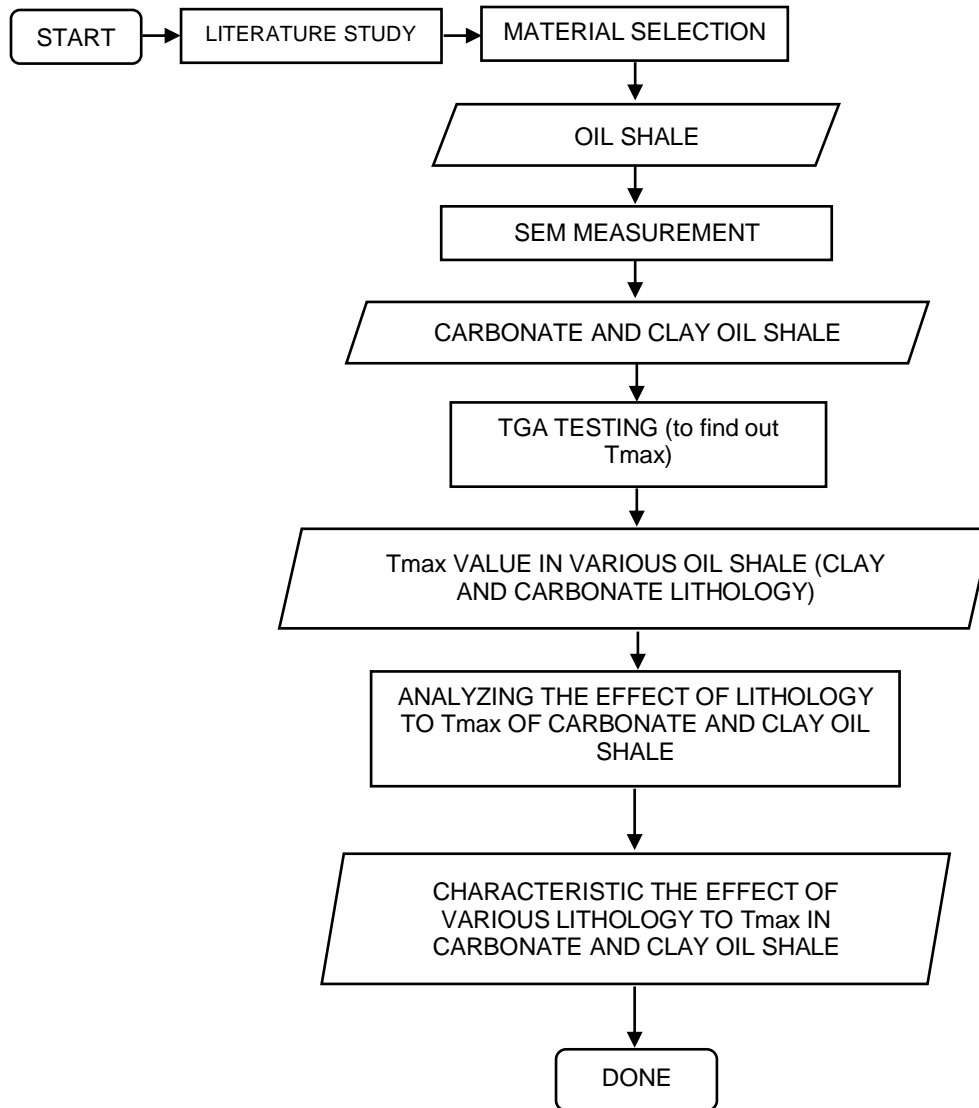 START
LITERATURE STUDY
MATERIAL SELECTION
OIL SHALE
SEM MEASUREMENT
CARBONATE AND CLAY OIL SHALE
TGA TESTING (to find out
Tmax)
Tmax VALUE IN VARIOUS OIL SHALE (CLAY
AND CARBONATE LITHOLOGY)
ANALYZING THE EFFECT OF LITHOLOGY
TO Tmax OF CARBONATE AND CLAY OIL
SHALE
CHARACTERISTIC THE EFFECT OF
VARIOUS LITHOLOGY TO Tmax IN
CARBONATE AND CLAY OIL SHALE
DONE